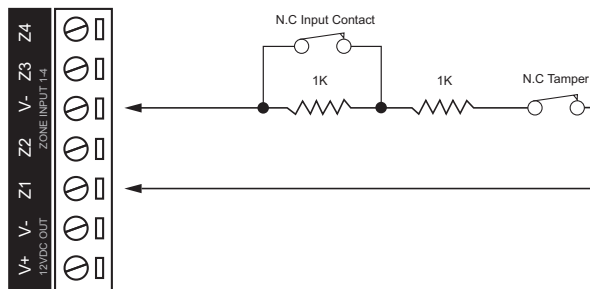 N.C Input Contact
1K
1K
N.C Tamper
Z4
Z3
V-
Z2
Z1
V-
V+
ZONE INPUT 1-4
12VDC OUT